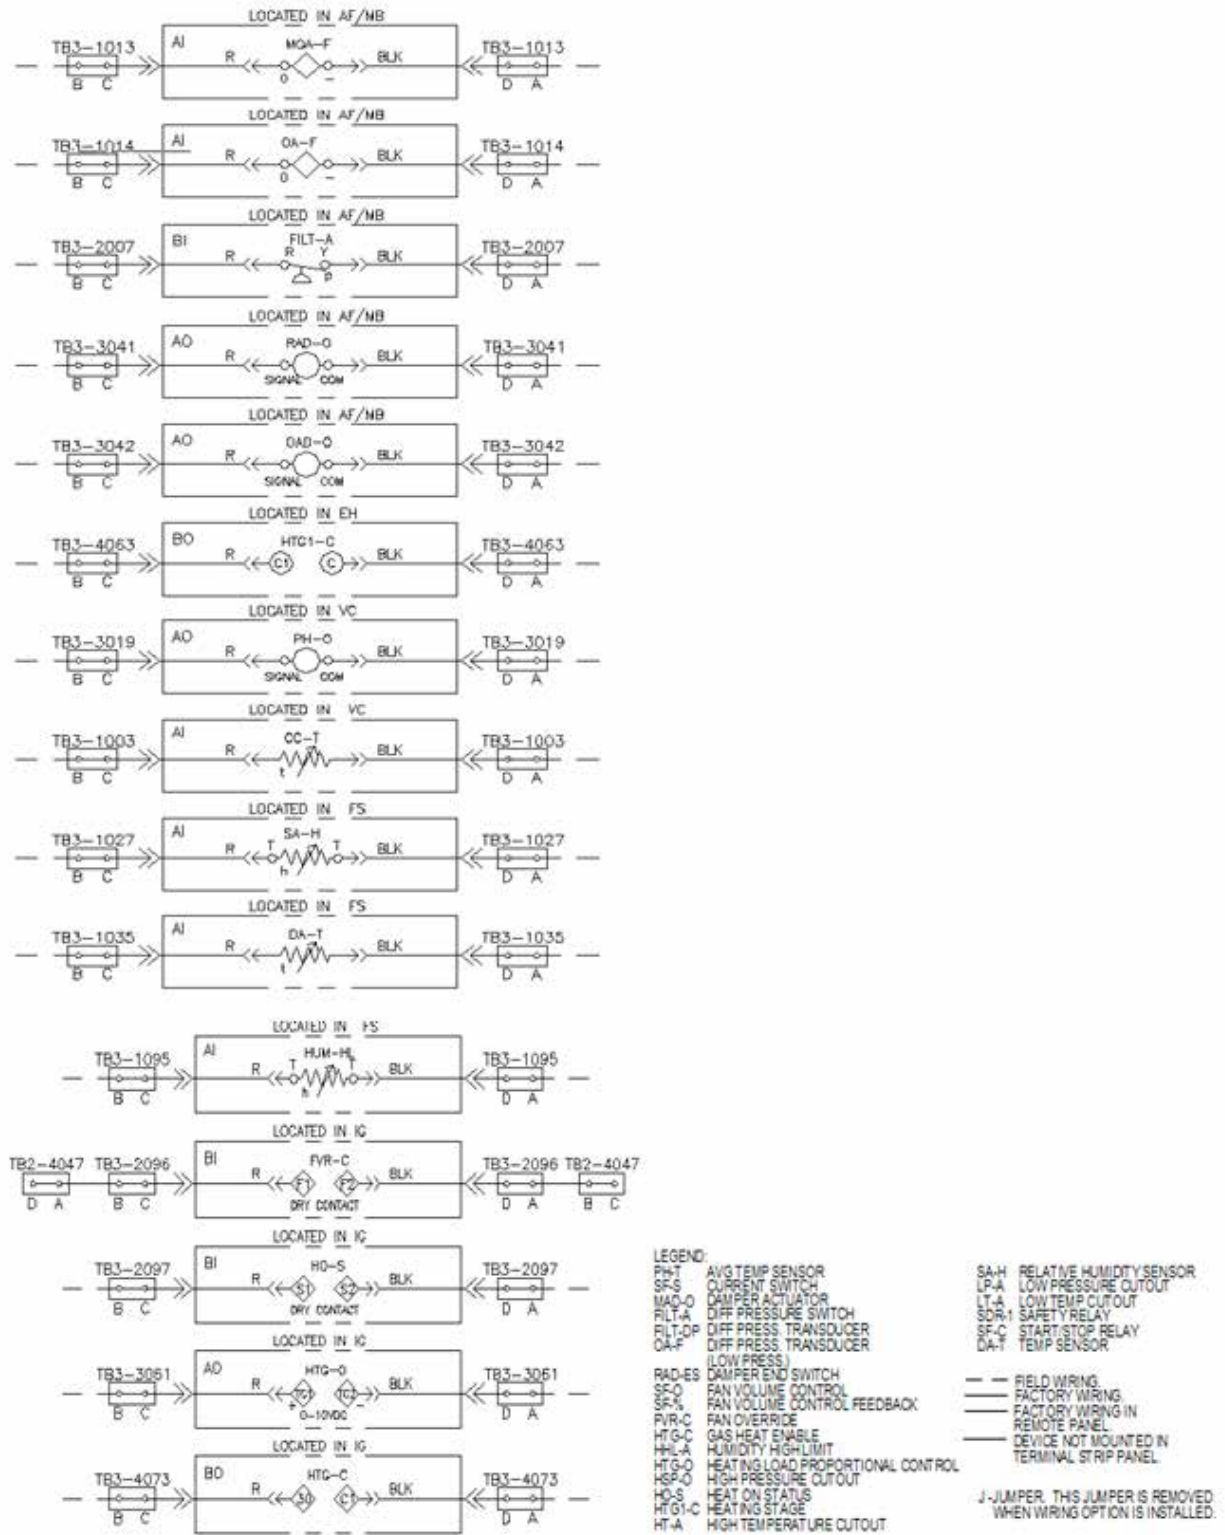 LOCATED IN AF/MB
AI
MOA-F
TB3-1013
R
BLK
TB3-1013
B C
O
–
D A
LOCATED IN AF/MB
AI
OA-F
TB3-1014
R
BLK
TB3-1014
B C
O
–
D A
LOCATED IN AF/MB
BI
FILT-A
TB3-2007
R
R
Y
BLK
TB3-2007
B C
P
D A
LOCATED IN AF/MB
AO
RAD-O
TB3-3041
R
BLK
TB3-3041
B C
SIGNAL COM
D A
LOCATED IN AF/MB
AO
OAD-O
TB3-3042
R
BLK
TB3-3042
B C
SIGNAL COM
D A
LOCATED IN EH
BO
HTG1-C
TB3-4063
R
C1
C
BLK
TB3-4063
B C
D A
LOCATED IN VC
AO
PH-O
TB3-3019
R
BLK
TB3-3019
B C
SIGNAL COM
D A
LOCATED IN VC
AI
CC-T
TB3-1003
R
BLK
TB3-1003
B C
t
D A
LOCATED IN FS
AI
SA-H
TB3-1027
R
T
T
BLK
TB3-1027
B C
h
D A
LOCATED IN FS
AI
DA-T
TB3-1035
R
BLK
TB3-1035
B C
t
D A
LOCATED IN FS
AI
HUM-HL
TB3-1095
R
T
T
BLK
TB3-1095
B C
h
D A
LOCATED IN IG
BI
FVR-C
TB2-4047 TB3-2096
R
F1
F2
BLK
TB3-2096 TB2-4047
D A
B C
DRY CONTACT
D A
B C
LOCATED IN IG
BI
HO-S
TB3-2097
R
S1
S2
BLK
TB3-2097
B C
DRY CONTACT
D A
LOCATED IN IG
AO
HTG-O
TB3-3061
R
TC1
TC2
BLK
TB3-3061
B C
+ 0-10VDC –
D A
LOCATED IN IG
BO
HTG-C
TB3-4073
R
C1
BLK
TB3-4073
B C
D A
LEGEND:
PH-T AVG TEMP SENSOR
SF-S CURRENT SWITCH
MAD-O DAMPER ACTUATOR
FILT-A DIFF PRESSURE SWITCH
FILT-DP DIFF PRESS. TRANSDUCER
OA-F DIFF PRESS. TRANSDUCER
(LOW PRESS.)
RAD-ES DAMPER END SWITCH
SF-O FAN VOLUME CONTROL
SF-% FAN VOLUME CONTROL FEEDBACK
FVR-C FAN OVERRIDE
HTG-C GAS HEAT ENABLE
HHL-A HUMIDITY HIGH LIMIT
HTG-O HEATING LOAD PROPORTIONAL CONTROL
HSP-O HIGH PRESSURE CUTOUT
HO-S HEAT ON STATUS
HTG1-C HEATING STAGE
HT-A HIGH TEMPERATURE CUTOUT
SA-H RELATIVE HUMIDITY SENSOR
LP-A LOW PRESSURE CUTOUT
LT-A LOW TEMP CUTOUT
SDR-1 SAFETY RELAY
SF-C START/STOP RELAY
DA-T TEMP SENSOR
FIELD WIRING.
FACTORY WIRING.
FACTORY WIRING IN
REMOTE PANEL.
DEVICE NOT MOUNTED IN
TERMINAL STRIP PANEL.
J - JUMPER. THIS JUMPER IS REMOVED
WHEN WIRING OPTION IS INSTALLED.